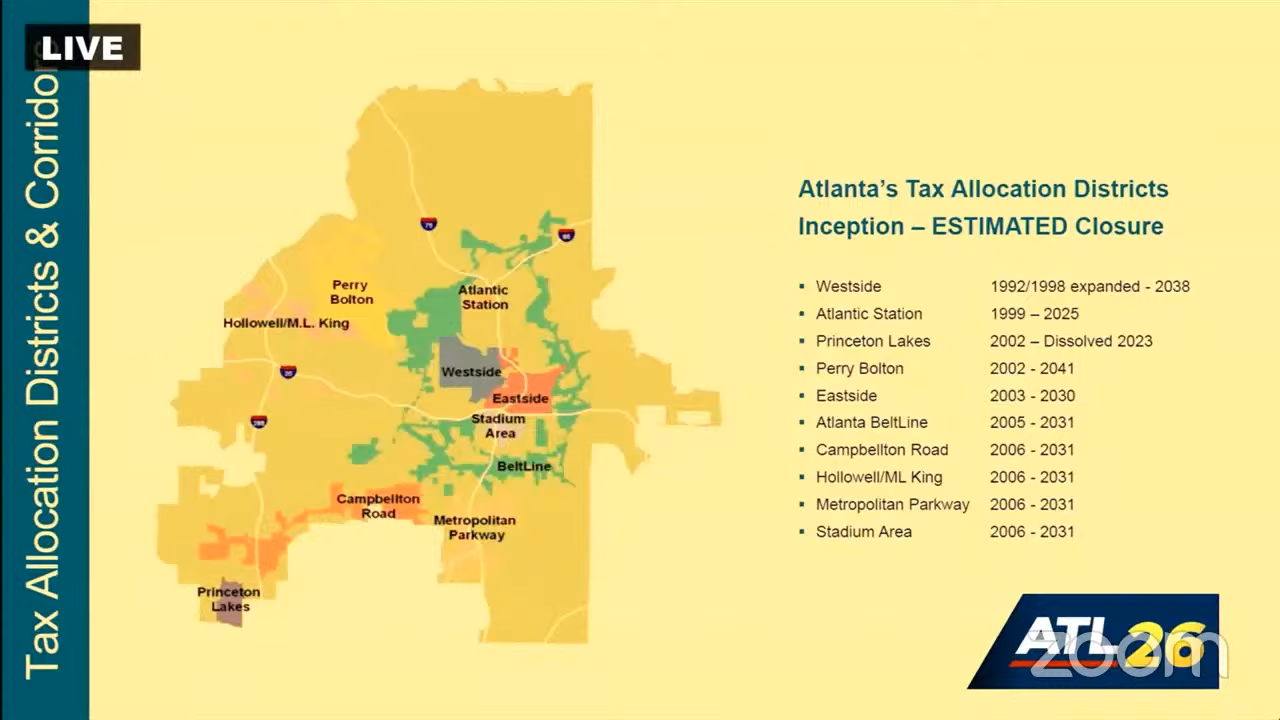 LIVE
Tax Allocation Districts & Corridors
Atlanta’s Tax Allocation Districts
Inception – ESTIMATED Closure
▪ Westside 1992/1998 expanded - 2038
▪ Atlantic Station 1999 – 2025
▪ Princeton Lakes 2002 – Dissolved 2023
▪ Perry Bolton 2002 - 2041
▪ Eastside 2003 - 2030
▪ Atlanta BeltLine 2005 - 2031
▪ Campbellton Road 2006 - 2031
▪ Hollowell/ML King 2006 - 2031
▪ Metropolitan Parkway 2006 - 2031
▪ Stadium Area 2006 - 2031
75
85
Perry
Bolton
Atlantic
Station
Hollowell/M.L. King
20
Westside
Eastside
285
Stadium
Area
BeltLine
Campbellton
Road
Metropolitan
Parkway
Princeton
Lakes
ATL26
zoom